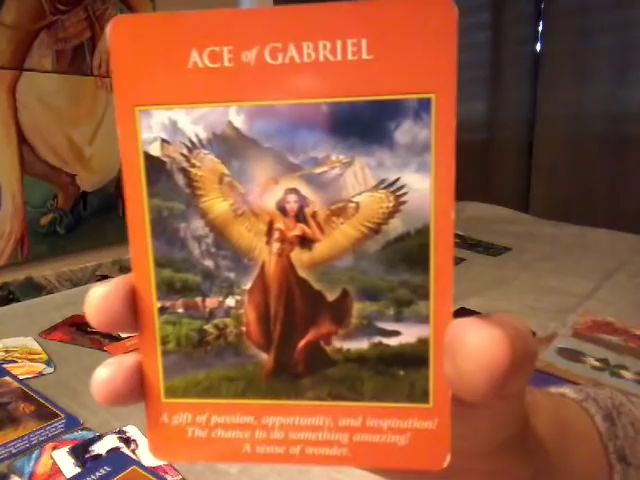 ACE of GABRIEL
A gift of passion, opportunity, and inspiration!
The chance to do something amazing!
A sense of wonder.